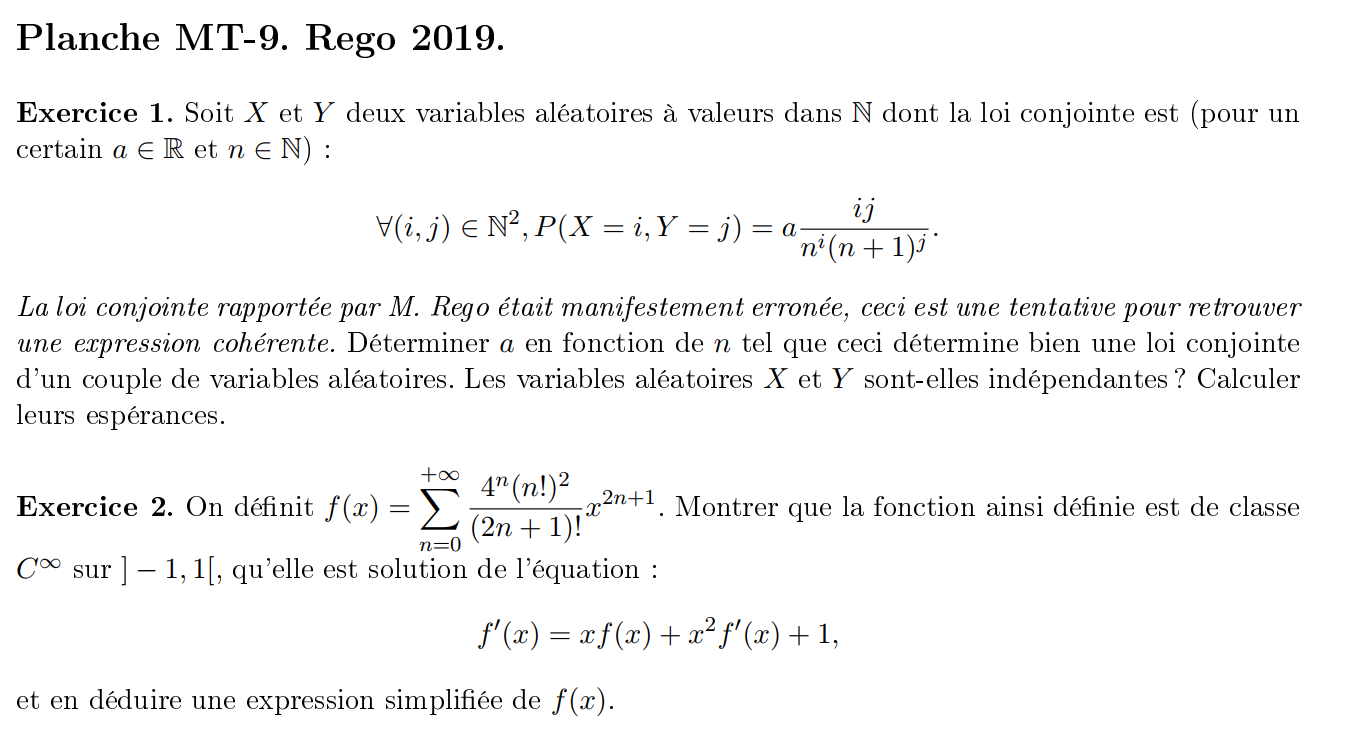 Planche MT-9. Rego 2019.
Exercice 1. Soit $X$ et $Y$ deux variables aléatoires à valeurs dans $\mathbb{N}$ dont la loi conjointe est (pour un
certain $a \in \mathbb{R}$ et $n \in \mathbb{N}$) :
$$\forall (i, j) \in \mathbb{N}^2, P(X = i, Y = j) = a\frac{ij}{n^i(n+1)^j}.$$
La loi conjointe rapportée par M. Rego était manifestement erronée, ceci est une tentative pour retrouver
une expression cohérente. Déterminer $a$ en fonction de $n$ tel que ceci détermine bien une loi conjointe
d'un couple de variables aléatoires. Les variables aléatoires $X$ et $Y$ sont-elles indépendantes ? Calculer
leurs espérances.
Exercice 2. On définit $f(x) = \sum_{n=0}^{+\infty} \frac{4^n(n!)^2}{(2n+1)!}x^{2n+1}$. Montrer que la fonction ainsi définie est de classe
$C^\infty$ sur $]-1, 1[$, qu'elle est solution de l'équation :
$$f'(x) = xf(x) + x^2f'(x) + 1,$$
et en déduire une expression simplifiée de $f(x)$.